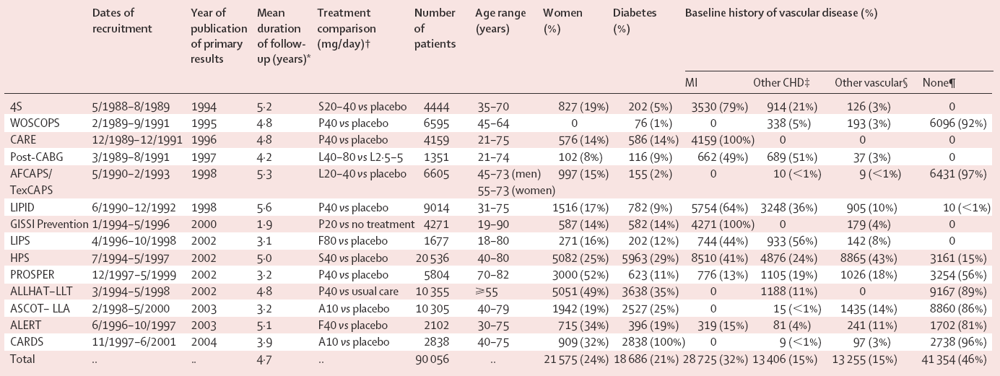 Dates of recruitment Year of publication of primary results Mean duration of follow-up (years)* Treatment comparison (mg/day)† Number of patients Age range (years) Women (%) Diabetes (%) Baseline history of vascular disease (%)
MI Other CHD‡ Other vascular§ None¶
4S 5/1988–8/1989 1994 5·2 S20–40 vs placebo 4444 35–70 827 (19%) 202 (5%) 3530 (79%) 914 (21%) 126 (3%) 0
WOSCOPS 2/1989–9/1991 1995 4·8 P40 vs placebo 6595 45–64 0 76 (1%) 0 338 (5%) 193 (3%) 6096 (92%)
CARE 12/1989–12/1991 1996 4·8 P40 vs placebo 4159 21–75 576 (14%) 586 (14%) 4159 (100%) 0 0 0
Post-CABG 3/1989–8/1991 1997 4·2 L40–80 vs L2·5–5 1351 21–74 102 (8%) 116 (9%) 662 (49%) 689 (51%) 37 (3%) 0
AFCAPS/ 5/1990–2/1993 1998 5·3 L20–40 vs placebo 6605 45–73 (men) 997 (15%) 155 (2%) 0 10 (<1%) 9 (<1%) 6431 (97%)
TexCAPS 55–73 (women)
LIPID 6/1990–12/1992 1998 5·6 P40 vs placebo 9014 31–75 1516 (17%) 782 (9%) 5754 (64%) 3248 (36%) 905 (10%) 10 (<1%)
GISSI Prevention 1/1994–5/1996 2000 1·9 P20 vs no treatment 4271 19–90 587 (14%) 582 (14%) 4271 (100%) 0 179 (4%) 0
LIPS 4/1996–10/1998 2002 3·1 F80 vs placebo 1677 18–80 271 (16%) 202 (12%) 744 (44%) 933 (56%) 142 (8%) 0
HPS 7/1994–5/1997 2002 5·0 S40 vs placebo 20 536 40–80 5082 (25%) 5963 (29%) 8510 (41%) 4876 (24%) 8865 (43%) 3161 (15%)
PROSPER 12/1997–5/1999 2002 3·2 P40 vs placebo 5804 70–82 3000 (52%) 623 (11%) 776 (13%) 1105 (19%) 1026 (18%) 3254 (56%)
ALLHAT–LLT 3/1994–5/1998 2002 4·8 P40 vs usual care 10 355 ⩾55 5051 (49%) 3638 (35%) 0 1188 (11%) 0 9167 (89%)
ASCOT– LLA 2/1998–5/2000 2003 3·2 A10 vs placebo 10 305 40–79 1942 (19%) 2527 (25%) 0 15 (<1%) 1435 (14%) 8860 (86%)
ALERT 6/1996–10/1997 2003 5·1 F40 vs placebo 2102 30–75 715 (34%) 396 (19%) 319 (15%) 81 (4%) 241 (11%) 1702 (81%)
CARDS 11/1997–6/2001 2004 3·9 A10 vs placebo 2838 40–75 909 (32%) 2838 (100%) 0 9 (<1%) 97 (3%) 2738 (96%)
Total .. .. 4·7 .. 90 056 .. 21 575 (24%) 18 686 (21%) 28 725 (32%) 13 406 (15%) 13 255 (15%) 41 354 (46%)